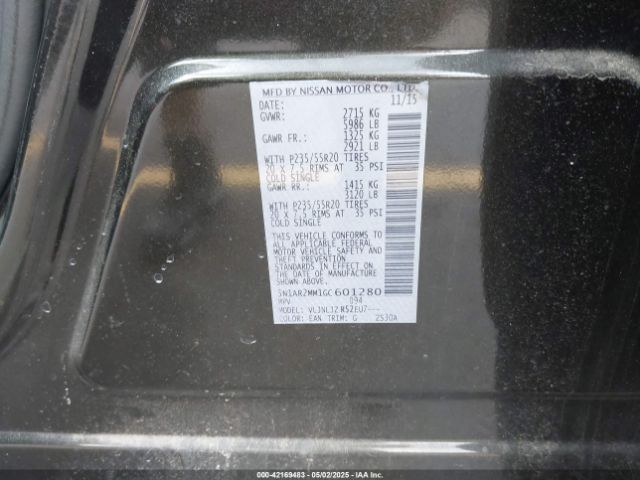 MFD BY NISSAN MOTOR CO., LTD.
DATE: 11/15
GVWR: 2715 KG
5986 LB
GAWR FR.: 1325 KG
2921 LB
WITH P235/55R20 TIRES
20 X 7.5 RIMS AT 35 PSI
COLD SINGLE
GAWR RR.: 1415 KG
3120 LB
WITH P235/55R20 TIRES
20 X 7.5 RIMS AT 35 PSI
COLD SINGLE
THIS VEHICLE CONFORMS TO
ALL APPLICABLE FEDERAL
MOTOR VEHICLE SAFETY AND
THEFT PREVENTION
STANDARDS IN EFFECT ON THE
DATE OF MANUFACTURE
SHOWN ABOVE.
5N1AR2MM1GC601280
MPV 094
MODEL: VLJNLJZ R52EU7---
COLOR: EAN TRIM: G 2530A
000-42169483 - 05/02/2025 - IAAI.COM